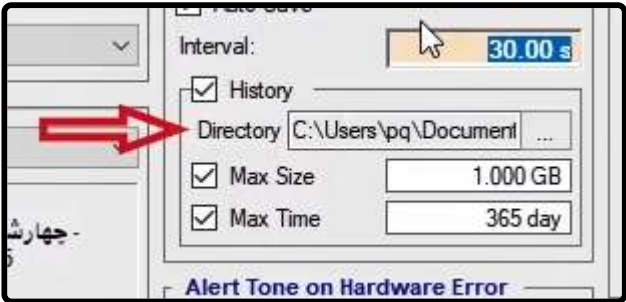 Auto Save
Interval:
30.00 s
History
Directory
C:\Users\pq\Document
...
Max Size
1.000 GB
Max Time
365 day
Alert Tone on Hardware Error